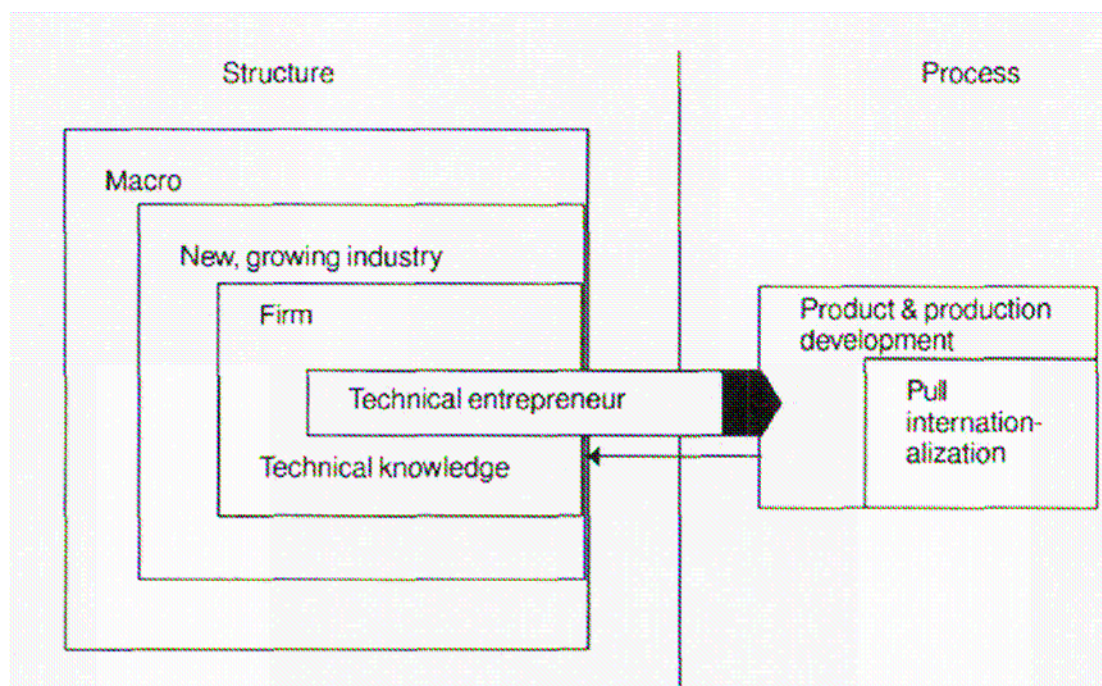 Structure
Process
Macro
New, growing industry
Firm
Technical entrepreneur
Technical knowledge
Product & production
development
Pull
internation-
alization